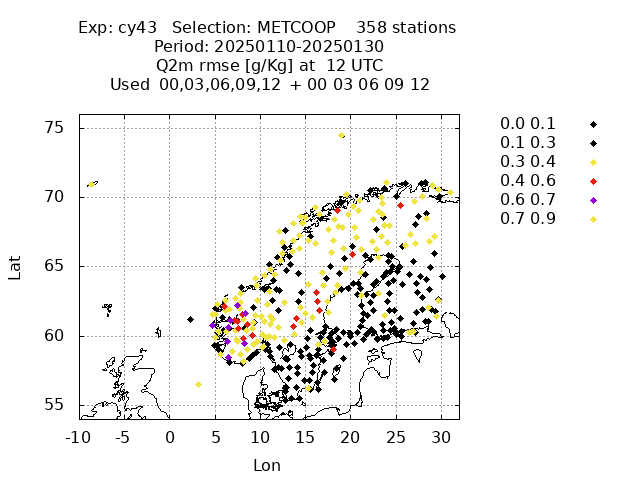 Exp: cy43 Selection: METCOOP 358 stations
Period: 20250110-20250130
Q2m rmse [g/Kg] at 12 UTC
Used 00,03,06,09,12 + 00 03 06 09 12
0.0 0.1
0.1 0.3
0.3 0.4
0.4 0.6
0.6 0.7
0.7 0.9
75
70
65
60
55
Lat
-10 -5 0 5 10 15 20 25 30
Lon